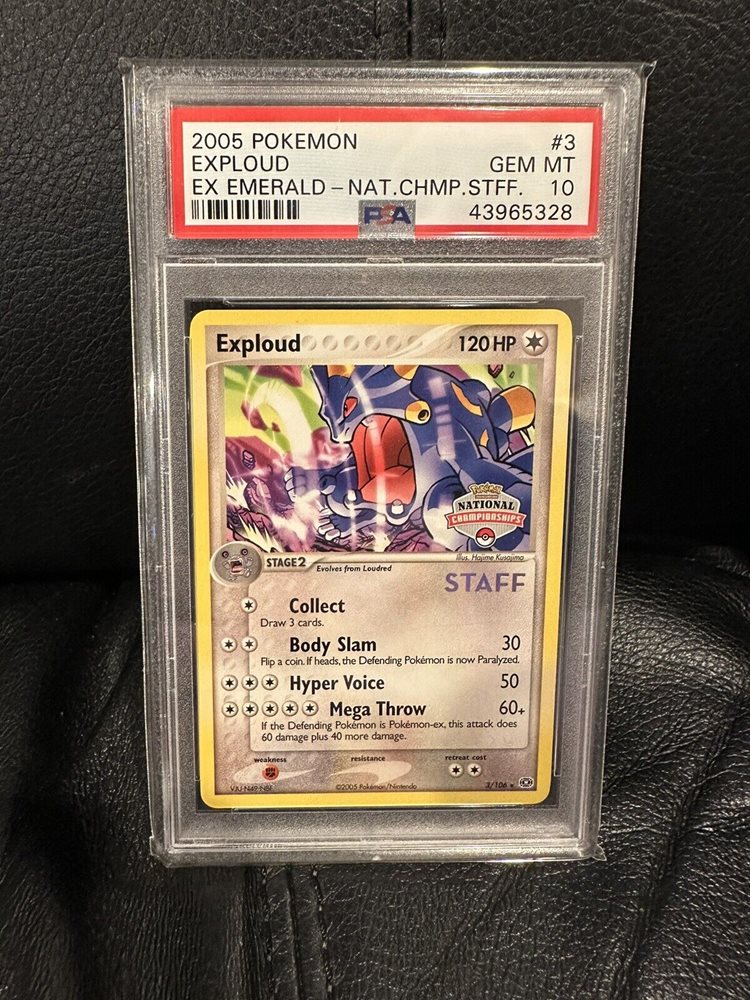 2005 POKEMON #3
EXPLOUD GEM MT
EX EMERALD – NAT.CHMP.STFF. 10
PSA 43965328
Exploud 120 HP
Pokémon
NATIONAL
CHAMPIONSHIPS
Illus. Hajime Kusajima
STAGE 2 Evolves from Loudred
STAFF
Collect
Draw 3 cards.
Body Slam 30
Flip a coin. If heads, the Defending Pokémon is now Paralyzed.
Hyper Voice 50
Mega Throw 60+
If the Defending Pokémon is Pokémon-ex, this attack does
60 damage plus 40 more damage.
weakness resistance retreat cost
VJU-N49-NBF ©2005 Pokémon/Nintendo 3/106 ★